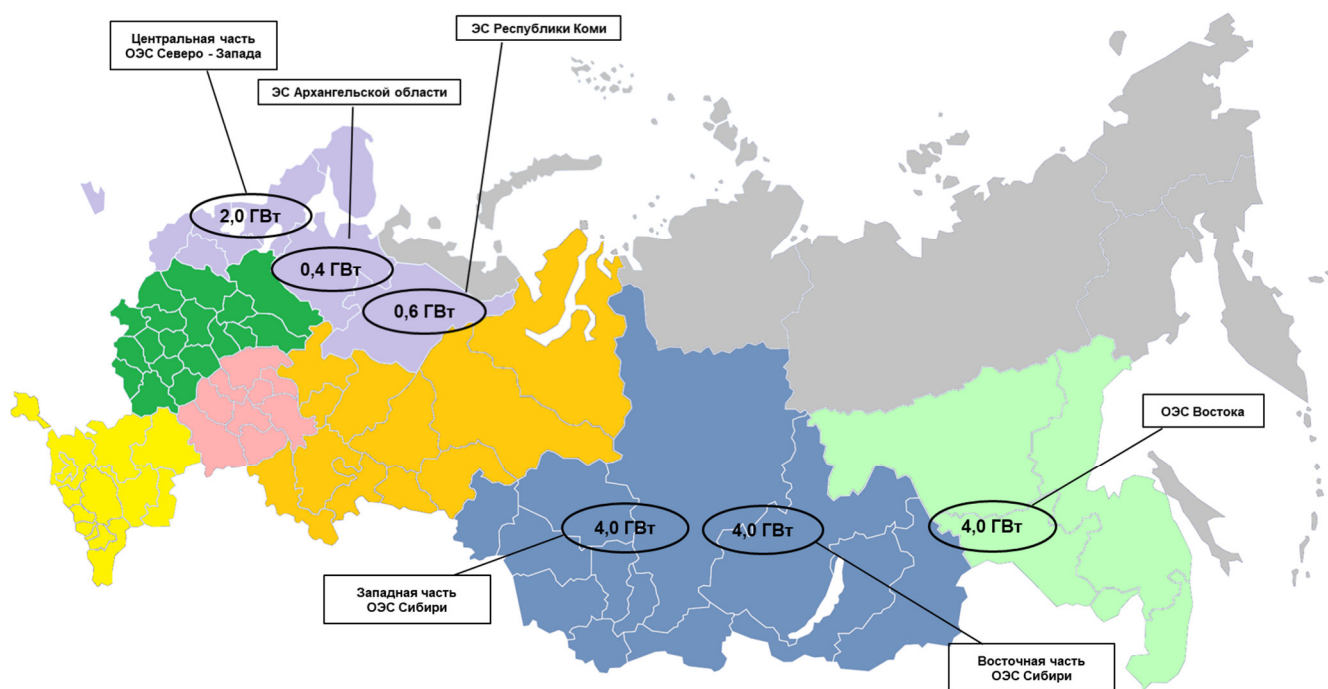 ЭС Республики Коми
Центральная часть
ОЭС Северо - Запада
ЭС Архангельской области
2,0 ГВт
0,4 ГВт
0,6 ГВт
ОЭС Востока
4,0 ГВт
4,0 ГВт
4,0 ГВт
Западная часть
ОЭС Сибири
Восточная часть
ОЭС Сибири